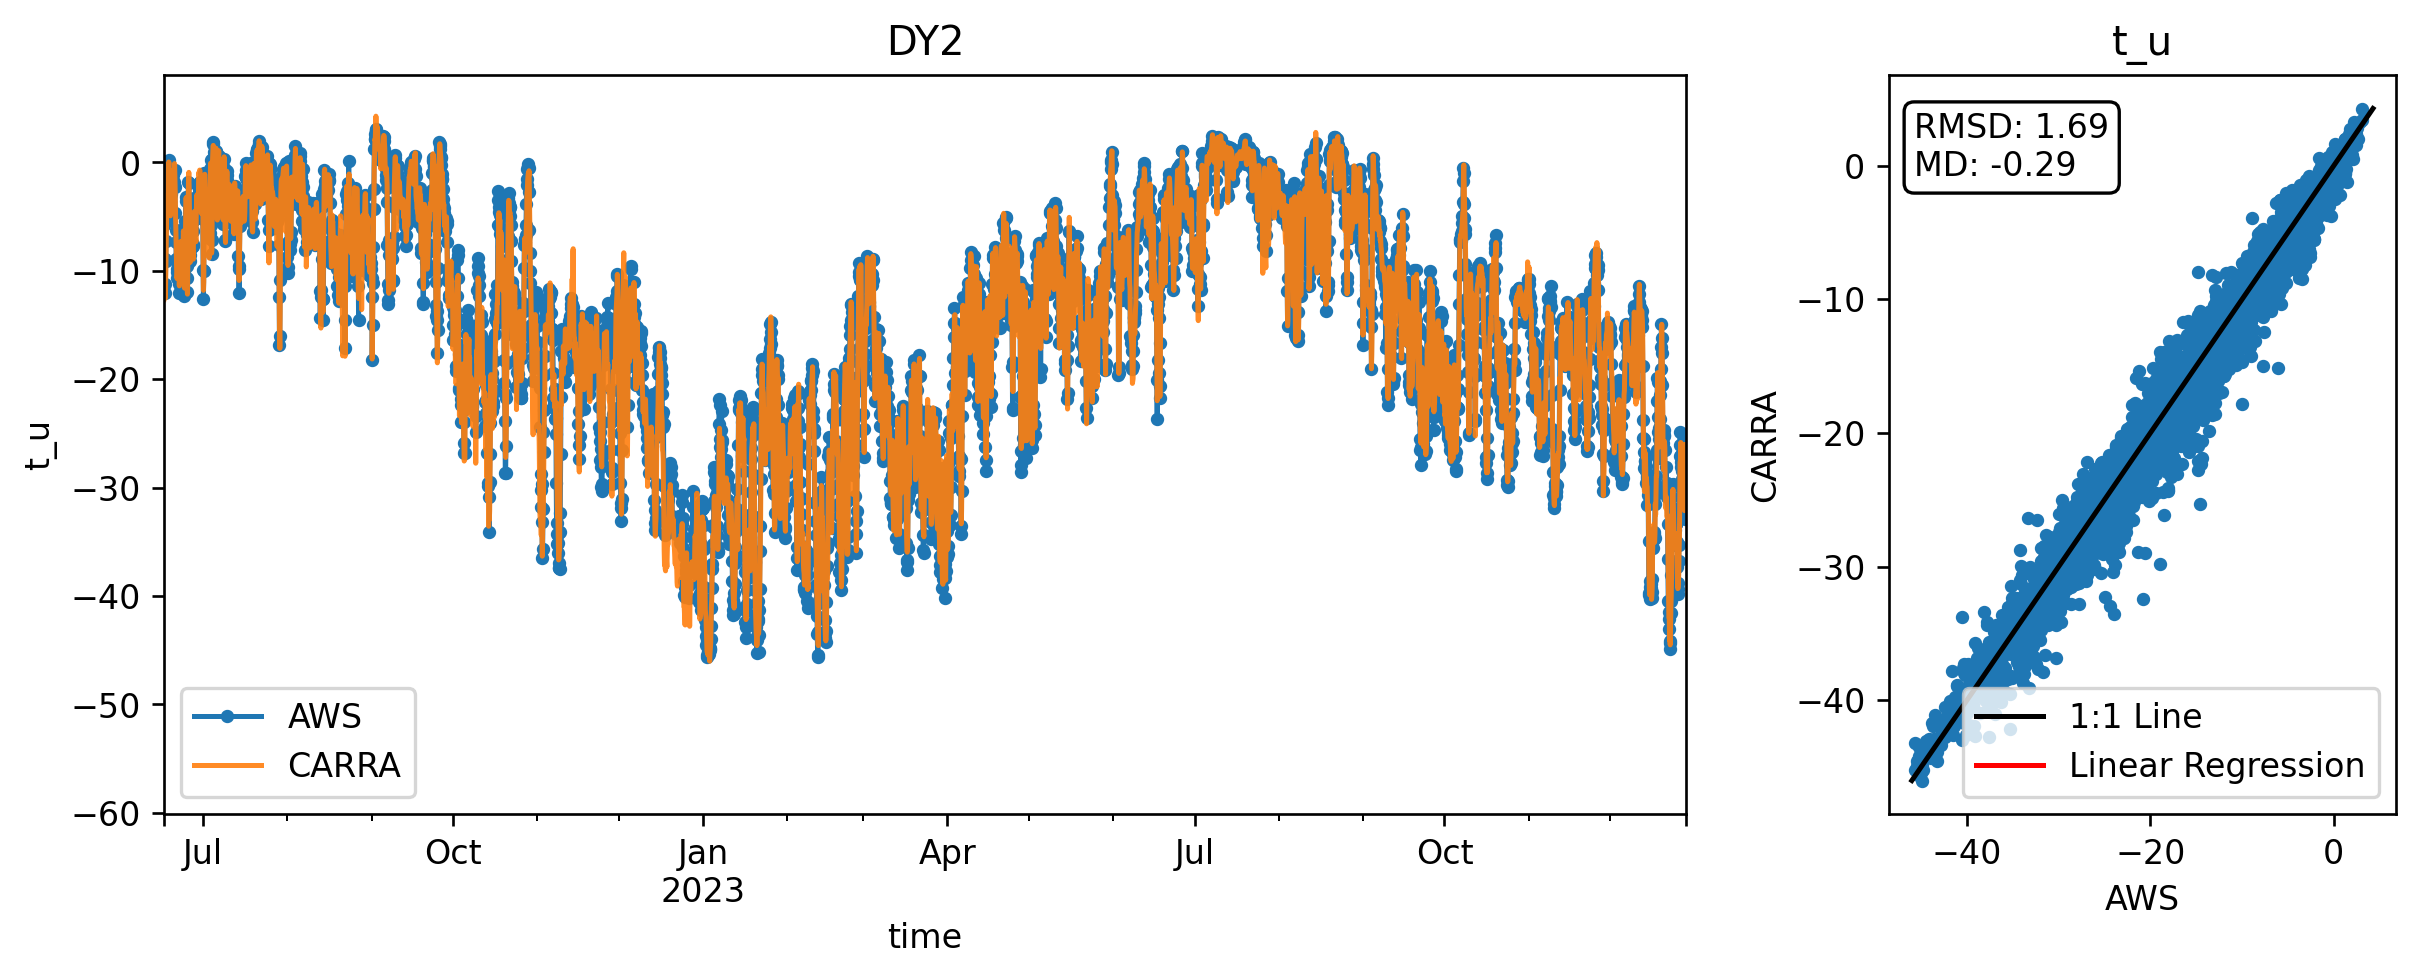 DY2
t_u
0
−10
−20
−30
−40
−50
−60
AWS
CARRA
Jul
Oct
Jan
2023
Apr
Jul
Oct
time
t_u
RMSD: 1.69
MD: -0.29
CARRA
0
−10
−20
−30
−40
1:1 Line
Linear Regression
−40
−20
0
AWS